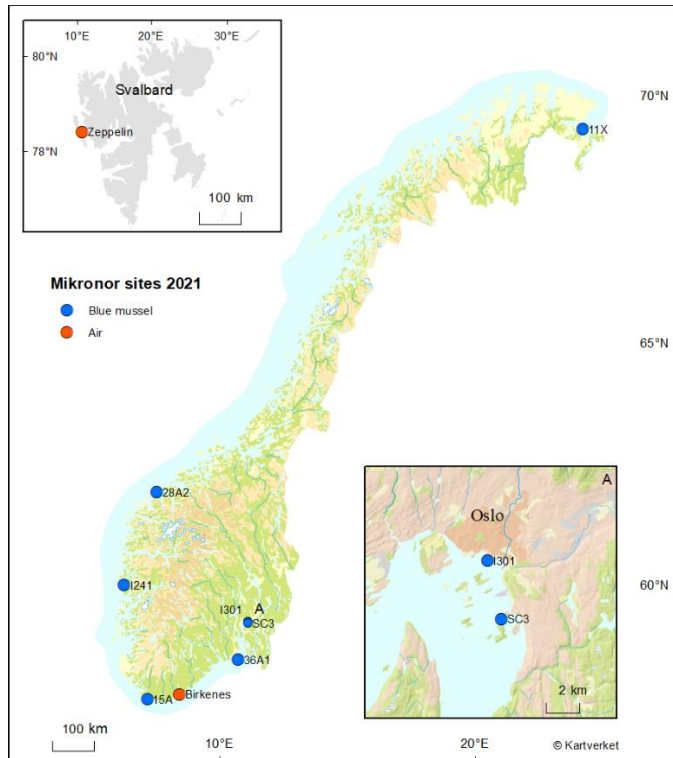 10°E 20°E 30°E
80°N
Svalbard
Zeppelin
78°N
100 km
70°N
11X
Mikronor sites 2021
Blue mussel
Air
65°N
28A2
I241
I301 A
SC3
36A1
Birkenes
15A
100 km
10°E
A
Oslo
I301
SC3
2 km
60°N
20°E
© Kartverket